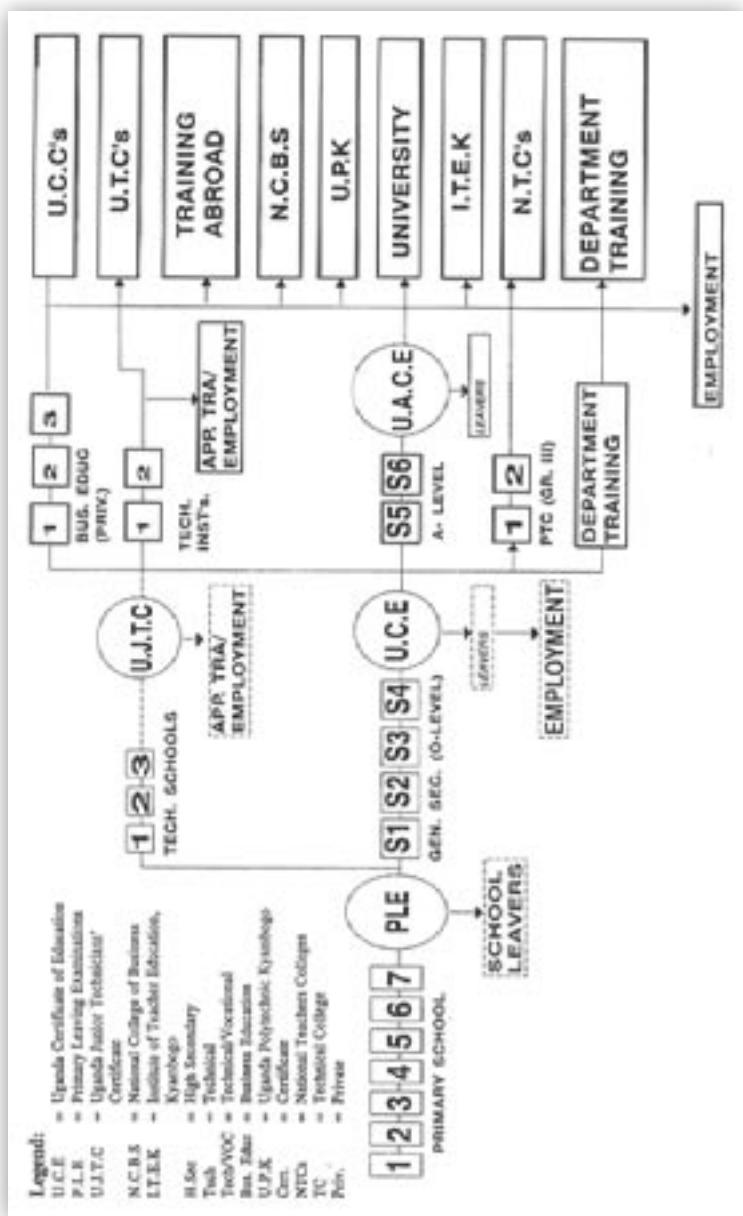 Legend:
U.C.E = Uganda Certificate of Education
P.L.E = Primary Leaving Examinations
U.J.T.C = Uganda Junior Technicians'
Certificate
N.C.B.S = National College of Business
I.T.E.K = Institute of Teacher Education,
Kyambogo
H.Sec = High Secondary
Tech = Technical
Tech/VOC = Technical/Vocational
Bus. Educ = Business Education
U.P.K = Uganda Polytechnic Kyambogo
Cert. = Certificate
NTCs = National Teachers Colleges
TC = Technical College
Priv. = Private
1 2 3 4 5 6 7
PRIMARY SCHOOL
PLE
SCHOOL
LEAVERS
1 2 3
TECH. SCHOOLS
U.J.T.C
APP. TRA/
EMPLOYMENT
S1 S2 S3 S4
GEN. SEC. (O-LEVEL)
U.C.E
LEAVERS
EMPLOYMENT
1 2 3
BUS. EDUC
(PRIV.)
1 2
TECH.
INST's.
APP. TRA/
EMPLOYMENT
S5 S6
A- LEVEL
U.A.C.E
LEAVERS
1 2
PTC (GR. III)
DEPARTMENT
TRAINING
U.C.C's
U.T.C's
TRAINING
ABROAD
N.C.B.S
U.P.K
UNIVERSITY
I.T.E.K
N.T.C's
DEPARTMENT
TRAINING
EMPLOYMENT